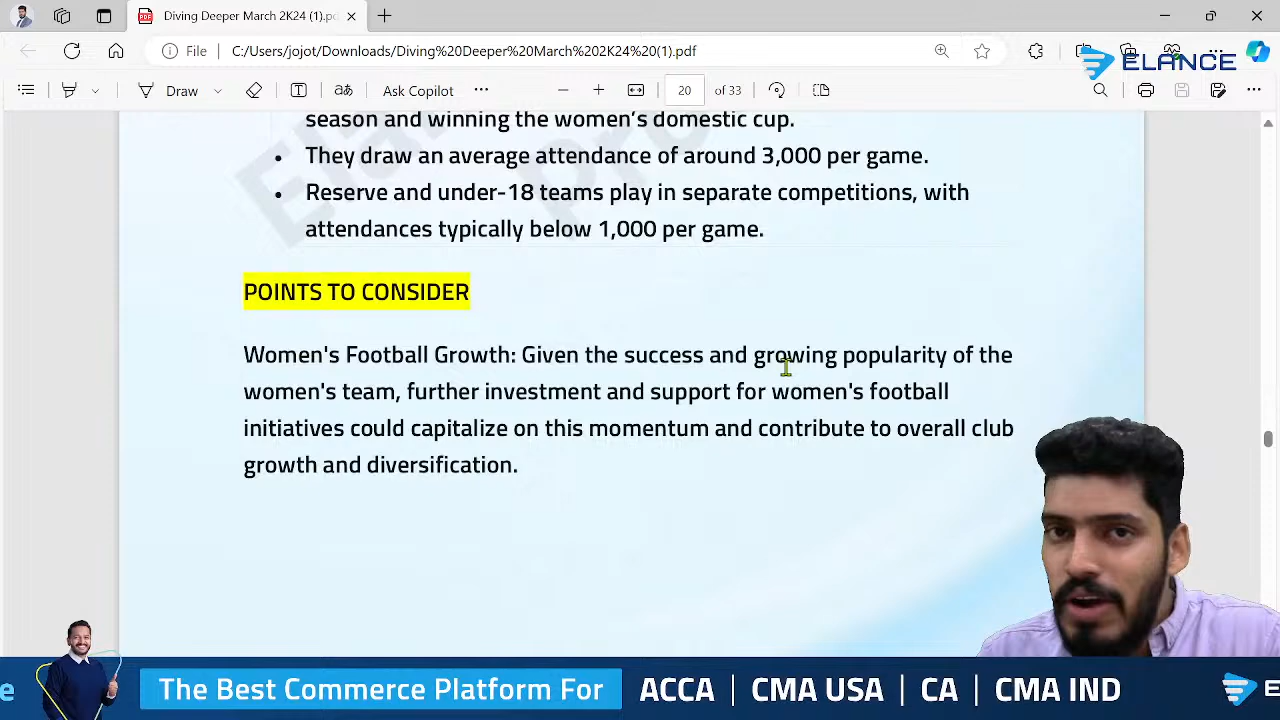 Diving Deeper March 2K24 (1).pd
File
C:/Users/jojot/Downloads/Diving%20Deeper%20March%202K24%20(1).pdf
ELANCE
Draw
Ask Copilot
20
of 33
season and winning the women's domestic cup.
• They draw an average attendance of around 3,000 per game.
• Reserve and under-18 teams play in separate competitions, with
attendances typically below 1,000 per game.
POINTS TO CONSIDER
Women's Football Growth: Given the success and growing popularity of the
women's team, further investment and support for women's football
initiatives could capitalize on this momentum and contribute to overall club
growth and diversification.
e
The Best Commerce Platform For
ACCA | CMA USA | CA | CMA IND
E